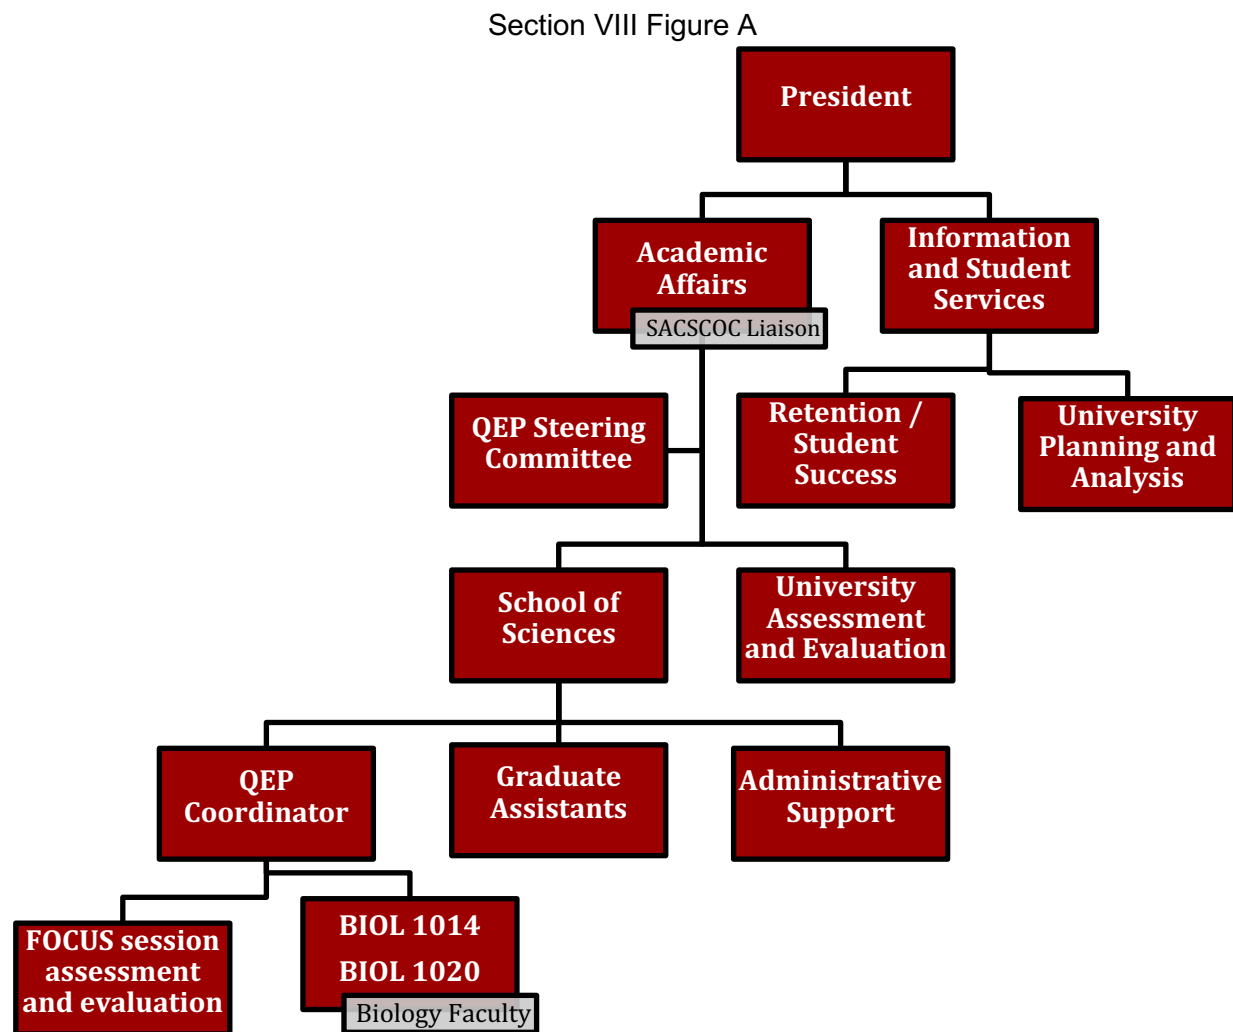 Section VIII Figure A
President
Academic
Affairs
SACSCOC Liaison
Information
and Student
Services
QEP Steering
Committee
Retention /
Student
Success
University
Planning and
Analysis
School of
Sciences
University
Assessment
and Evaluation
QEP
Coordinator
Graduate
Assistants
Administrative
Support
FOCUS session
assessment
and evaluation
BIOL 1014
BIOL 1020
Biology Faculty